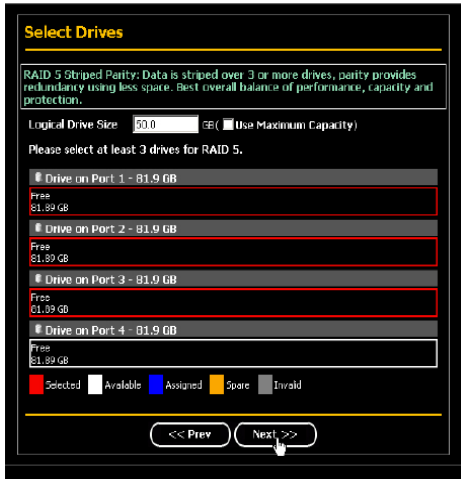 Select Drives
RAID 5 Striped Parity: Data is striped over 3 or more drives, parity provides
redundancy using less space. Best overall balance of performance, capacity and
protection.
Logical Drive Size 50.0 GB( Use Maximum Capacity)
Please select at least 3 drives for RAID 5.
Drive on Port 1 - 81.9 GB
Free
81.89 GB
Drive on Port 2 - 81.9 GB
Free
81.89 GB
Drive on Port 3 - 81.9 GB
Free
81.89 GB
Drive on Port 4 - 81.9 GB
Free
81.89 GB
Selected Available Assigned Spare Invalid
<< Prev Next >>